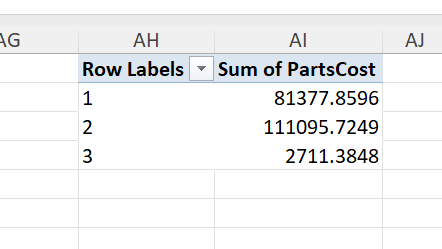 AG AH AI AJ
Row Labels Sum of PartsCost
1 81377.8596
2 111095.7249
3 2711.3848